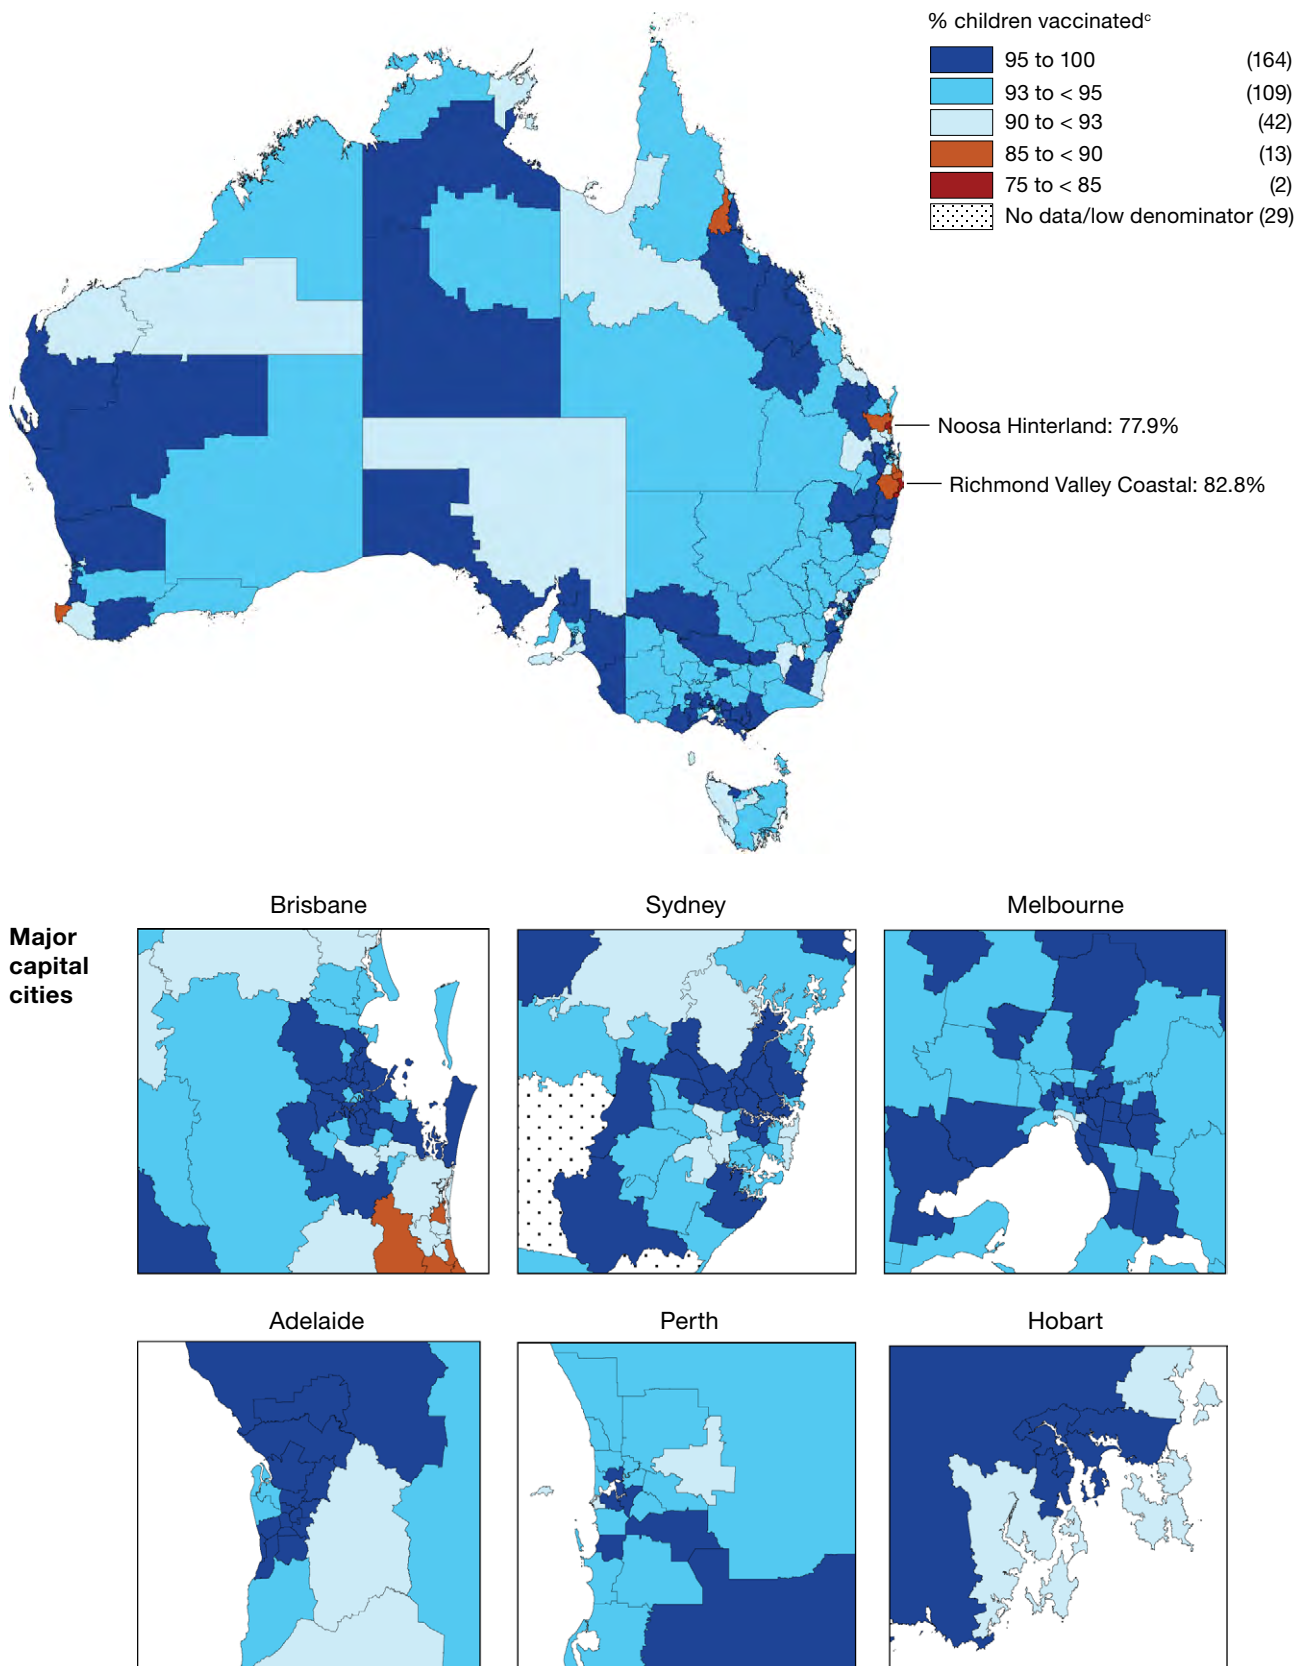 % children vaccinatedᶜ
95 to 100 (164)
93 to < 95 (109)
90 to < 93 (42)
85 to < 90 (13)
75 to < 85 (2)
No data/low denominator (29)
Noosa Hinterland: 77.9%
Richmond Valley Coastal: 82.8%
Major
capital
cities
Brisbane
Sydney
Melbourne
Adelaide
Perth
Hobart